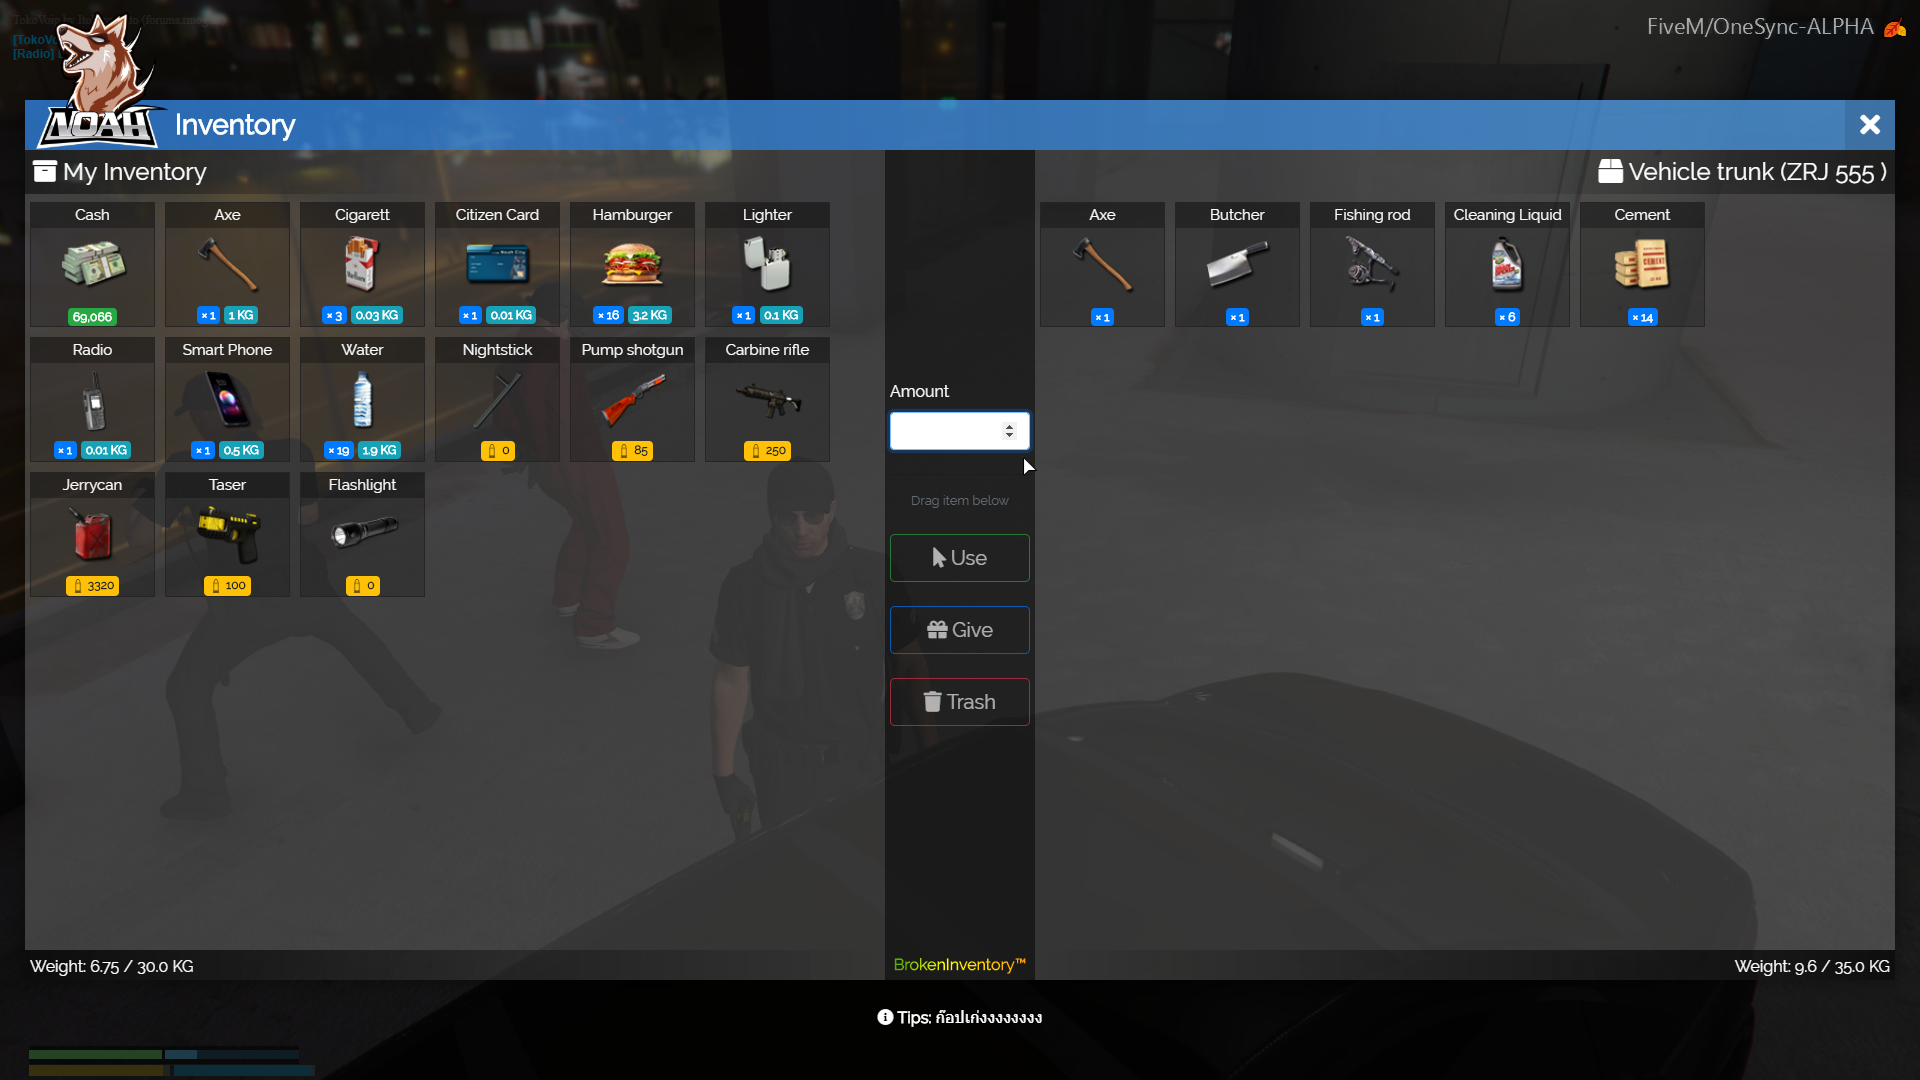 FiveM/OneSync-ALPHA
[Radio]
NOAH
Inventory
My Inventory
Vehicle trunk (ZRJ 555 )
Cash
Axe
Cigarett
Citizen Card
Hamburger
Lighter
69,066
×1 1 KG
×3 0.03 KG
×1 0.01 KG
×16 3.2 KG
×1 0.1 KG
Radio
Smart Phone
Water
Nightstick
Pump shotgun
Carbine rifle
×1 0.01 KG
×1 0.5 KG
×19 1.9 KG
0
85
250
Jerrycan
Taser
Flashlight
3320
100
0
Amount
Drag item below
Use
Give
Trash
BrokenInventory™
Axe
Butcher
Fishing rod
Cleaning Liquid
Cement
CEMENT
×1
×1
×1
×6
×14
Weight: 6.75 / 30.0 KG
Weight: 9.6 / 35.0 KG
Tips: ก๊อปเก่งงงงงงงง